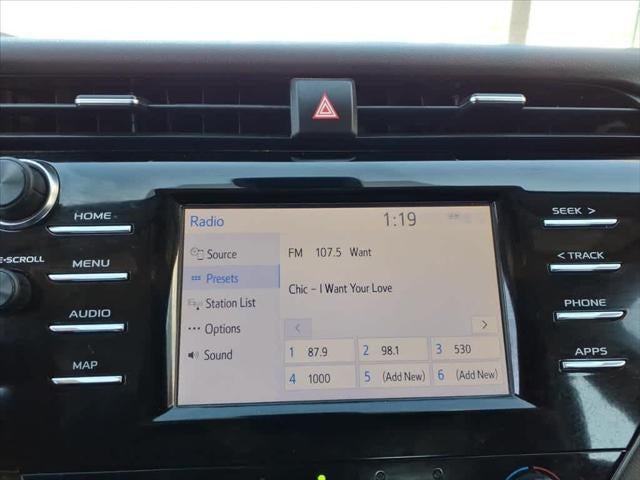 Radio 1:19
HOME
SEEK >
E-SCROLL
Source
FM 107.5 Want
MENU
Presets
< TRACK
Chic - I Want Your Love
Station List
AUDIO
Options
PHONE
< >
MAP
Sound
1 87.9 2 98.1 3 530
APPS
4 1000 5 (Add New) 6 (Add New)